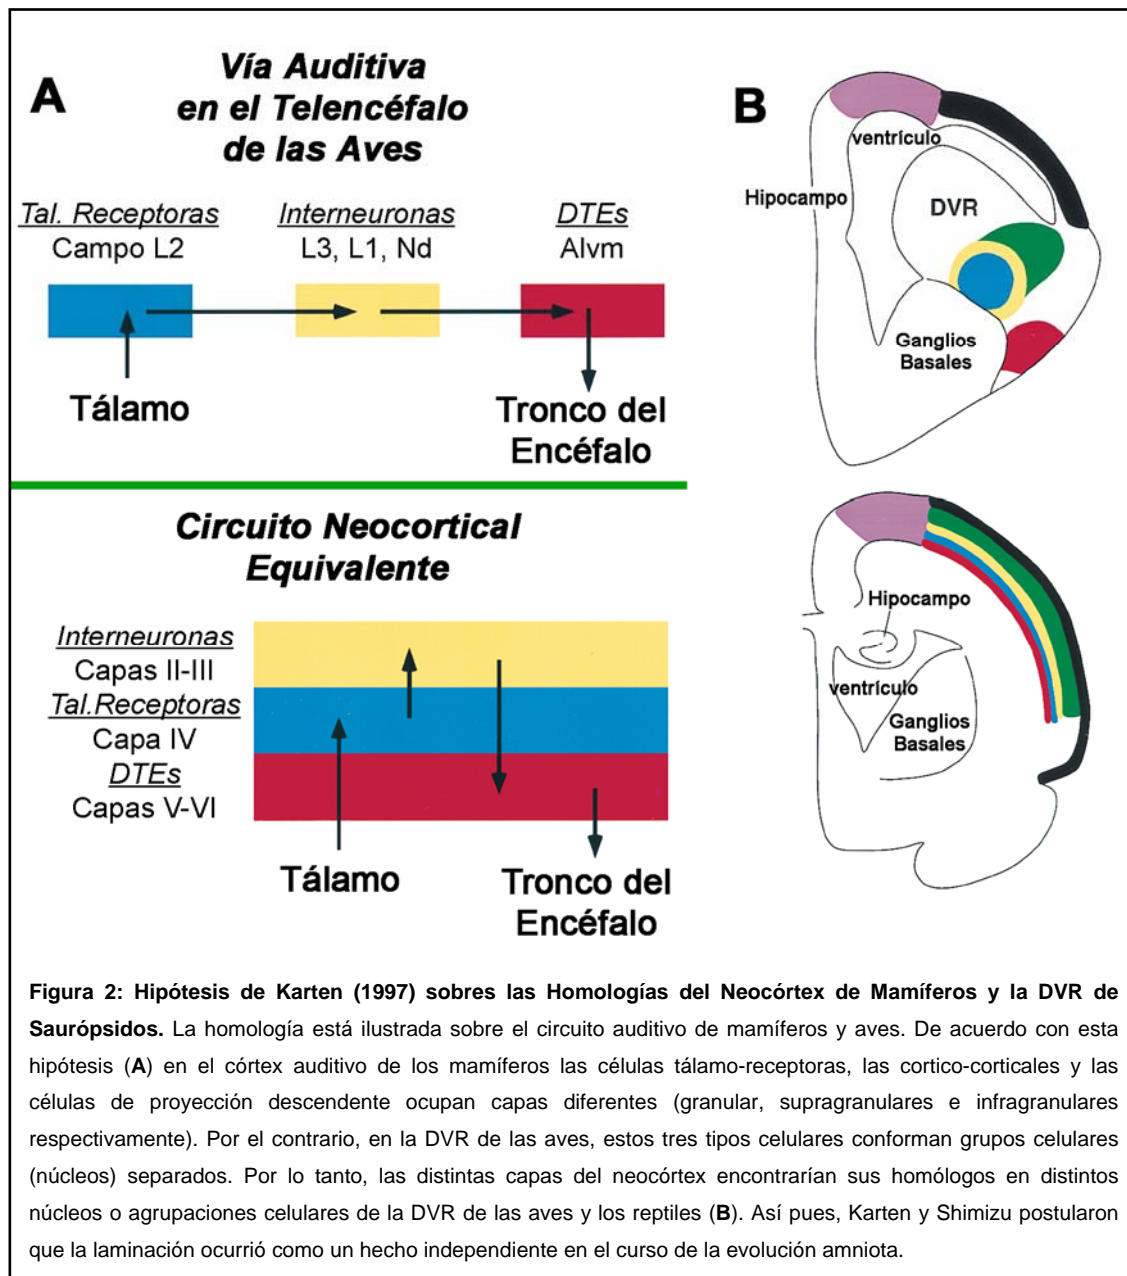 A
Vía Auditiva
en el Telencéfalo
de las Aves
Tal. Receptoras
Campo L2
Interneuronas
L3, L1, Nd
DTEs
Alvm
Tálamo
Tronco del
Encéfalo
Circuito Neocortical
Equivalente
Interneuronas
Capas II-III
Tal.Receptoras
Capa IV
DTEs
Capas V-VI
Tálamo
Tronco del
Encéfalo
B
ventrículo
Hipocampo
DVR
Ganglios
Basales
Hipocampo
ventrículo
Ganglios
Basales
Figura 2: Hipótesis de Karten (1997) sobres las Homologías del Neocórtex de Mamíferos y la DVR de
Saurópsidos. La homología está ilustrada sobre el circuito auditivo de mamíferos y aves. De acuerdo con esta
hipótesis (A) en el córtex auditivo de los mamíferos las células tálamo-receptoras, las cortico-corticales y las
células de proyección descendente ocupan capas diferentes (granular, supragranulares e infragranulares
respectivamente). Por el contrario, en la DVR de las aves, estos tres tipos celulares conforman grupos celulares
(núcleos) separados. Por lo tanto, las distintas capas del neocórtex encontrarían sus homólogos en distintos
núcleos o agrupaciones celulares de la DVR de las aves y los reptiles (B). Así pues, Karten y Shimizu postularon
que la laminación ocurrió como un hecho independiente en el curso de la evolución amniota.